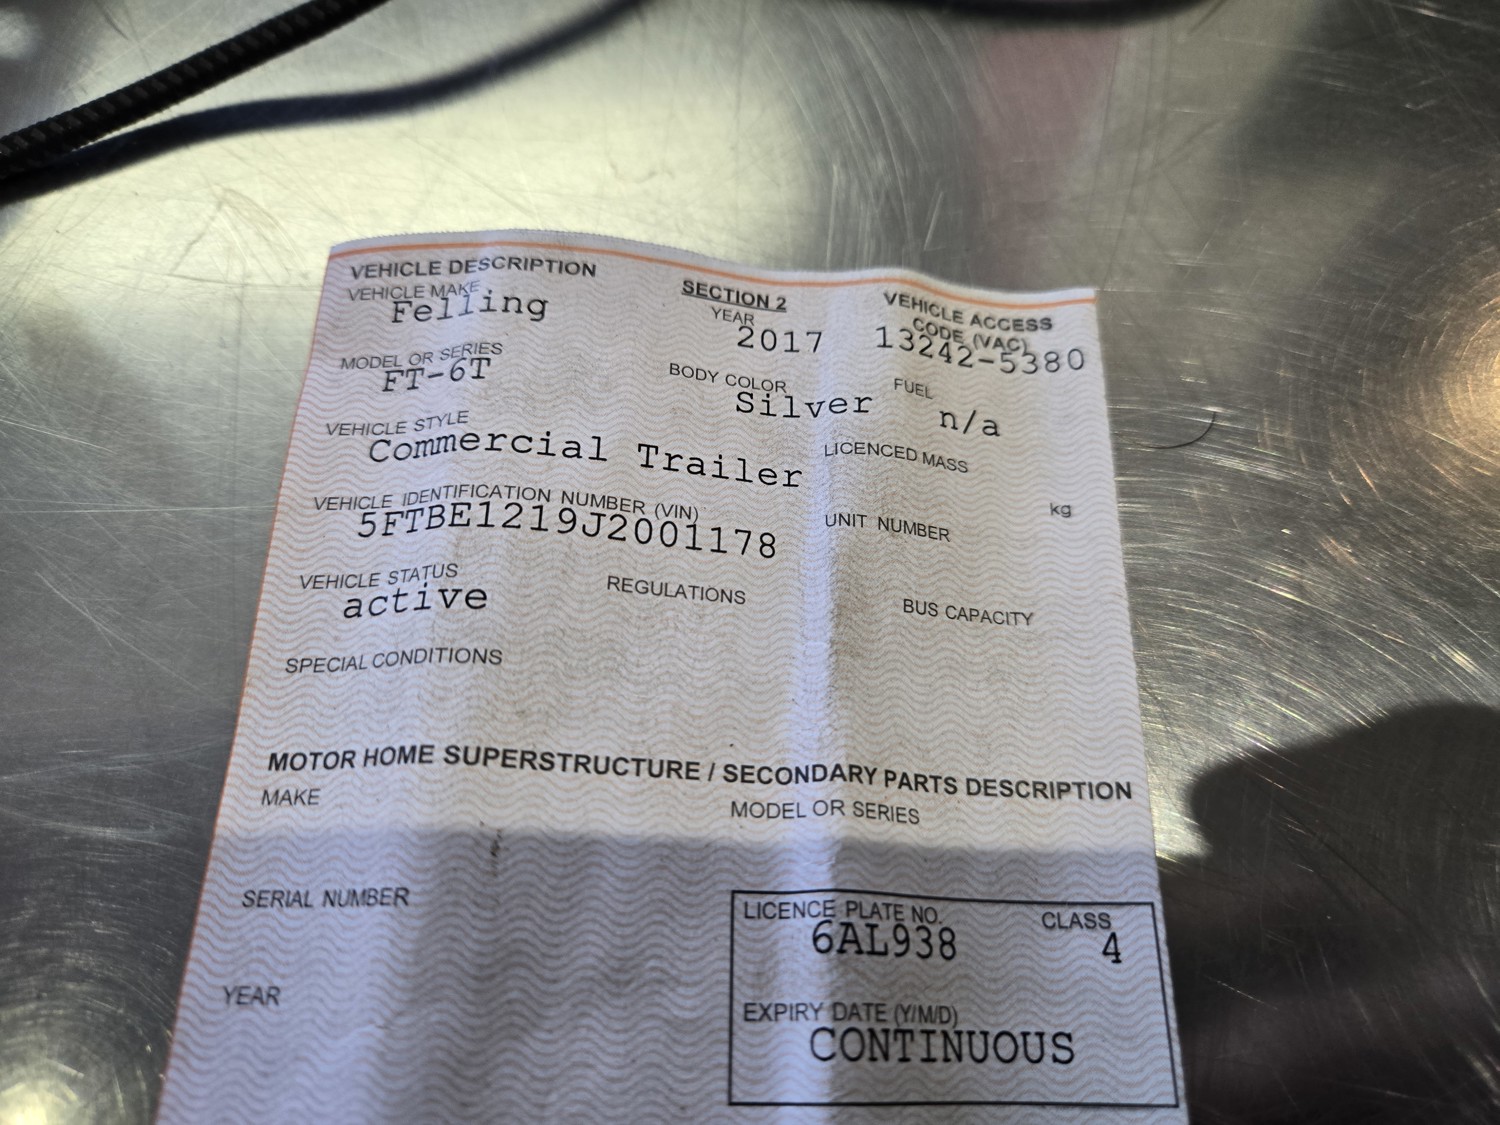 VEHICLE DESCRIPTION
SECTION 2
VEHICLE ACCESS
CODE (VAC)
VEHICLE MAKE
YEAR
Felling
2017
13242-5380
MODEL OR SERIES
BODY COLOR
FUEL
FT-6T
Silver
n/a
VEHICLE STYLE
LICENCED MASS
Commercial Trailer
kg
VEHICLE IDENTIFICATION NUMBER (VIN)
UNIT NUMBER
5FTBE1219J2001178
VEHICLE STATUS
REGULATIONS
BUS CAPACITY
active
SPECIAL CONDITIONS
MOTOR HOME SUPERSTRUCTURE / SECONDARY PARTS DESCRIPTION
MAKE
MODEL OR SERIES
SERIAL NUMBER
LICENCE PLATE NO.
CLASS
6AL938
4
YEAR
EXPIRY DATE (Y/M/D)
CONTINUOUS